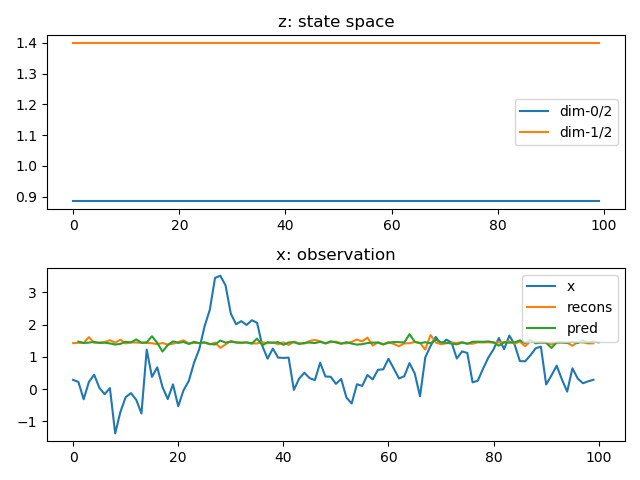 z: state space
1.4
1.3
1.2
1.1
1.0
0.9
dim-0/2
dim-1/2
0 20 40 60 80 100
x: observation
3
2
1
0
−1
x
recons
pred
0 20 40 60 80 100